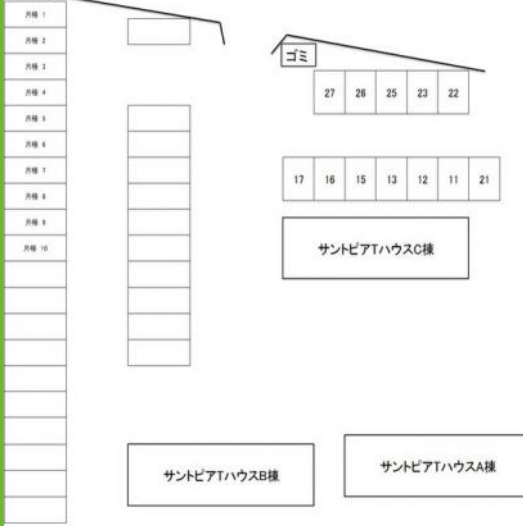 月極 1
月極 2
月極 3
月極 4
月極 5
月極 6
月極 7
月極 8
月極 9
月極 10
ゴミ
27 26 25 23 22
17 16 15 13 12 11 21
サントピアTハウスC棟
サントピアTハウスB棟
サントピアTハウスA棟